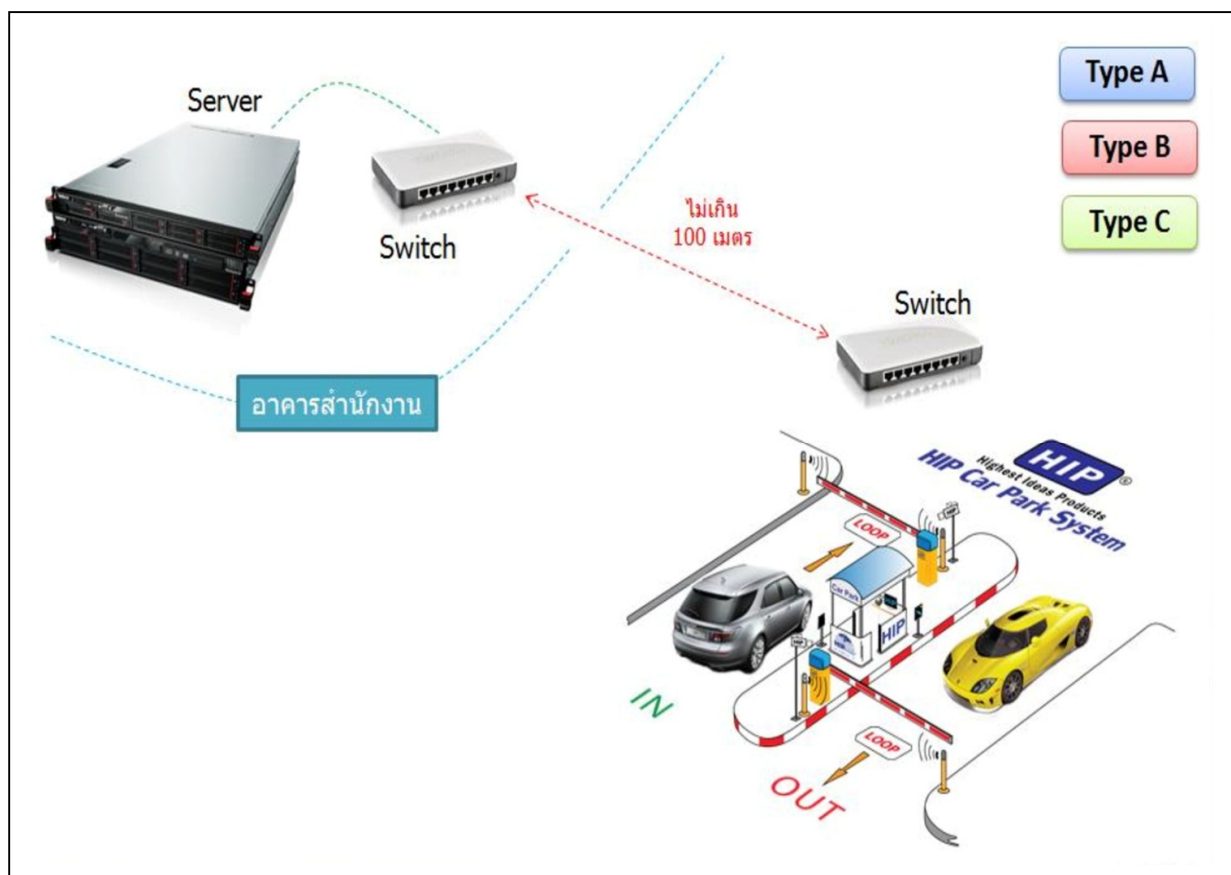 Server
Switch
ไม่เกิน
100 เมตร
Type A
Type B
Type C
Switch
อาคารสำนักงาน
HIP
®
Highest Ideas Products
HIP Car Park System
LOOP
Car Park
HIP
IN
LOOP
OUT